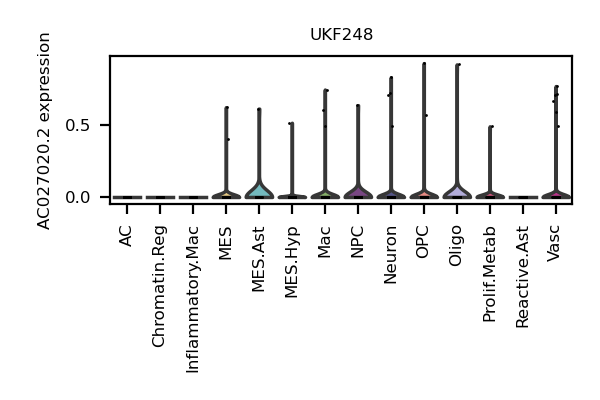 UKF248
AC027020.2 expression
0.5
0.0
AC
Chromatin.Reg
Inflammatory.Mac
MES
MES.Ast
MES.Hyp
Mac
NPC
Neuron
OPC
Oligo
Prolif.Metab
Reactive.Ast
Vasc